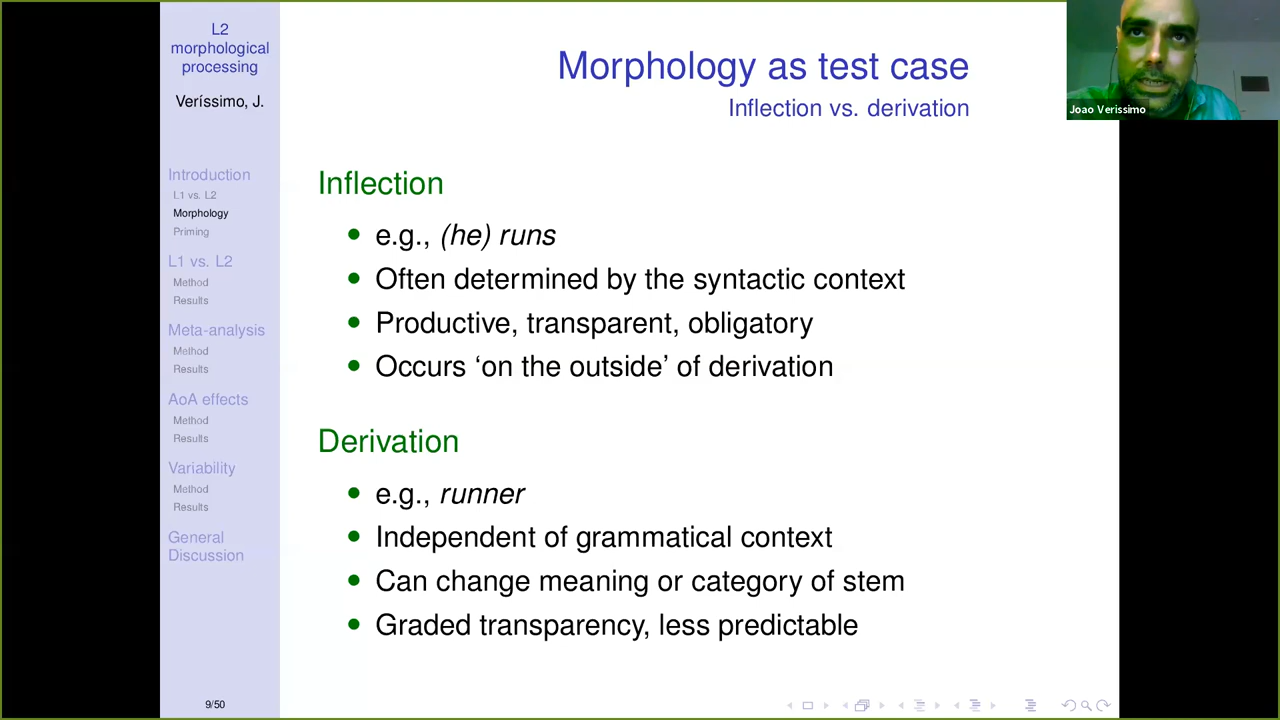 L2
morphological
processing
Veríssimo, J.
Introduction
L1 vs. L2
Morphology
Priming
L1 vs. L2
Method
Results
Meta-analysis
Method
Results
AoA effects
Method
Results
Variability
Method
Results
General
Discussion
9/50
Morphology as test case
Inflection vs. derivation
Inflection
e.g., (he) runs
Often determined by the syntactic context
Productive, transparent, obligatory
Occurs ‘on the outside’ of derivation
Derivation
e.g., runner
Independent of grammatical context
Can change meaning or category of stem
Graded transparency, less predictable
Joao Verissimo